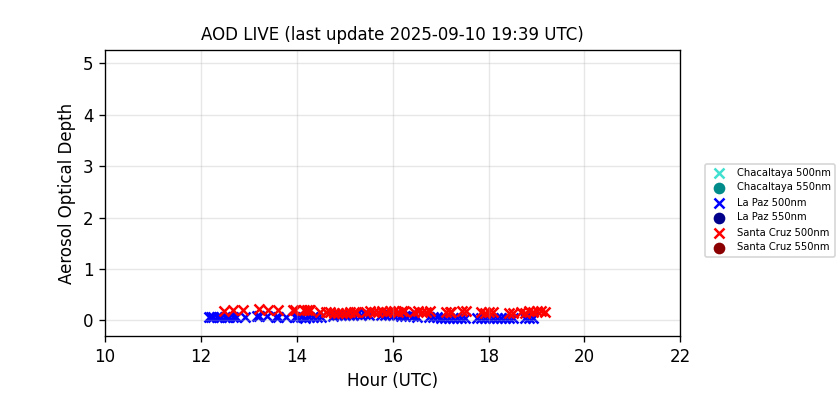 AOD LIVE (last update 2025-09-10 19:39 UTC)
5
4
3
2
1
0
Aerosol Optical Depth
10 12 14 16 18 20 22
Hour (UTC)
Chacaltaya 500nm
Chacaltaya 550nm
La Paz 500nm
La Paz 550nm
Santa Cruz 500nm
Santa Cruz 550nm